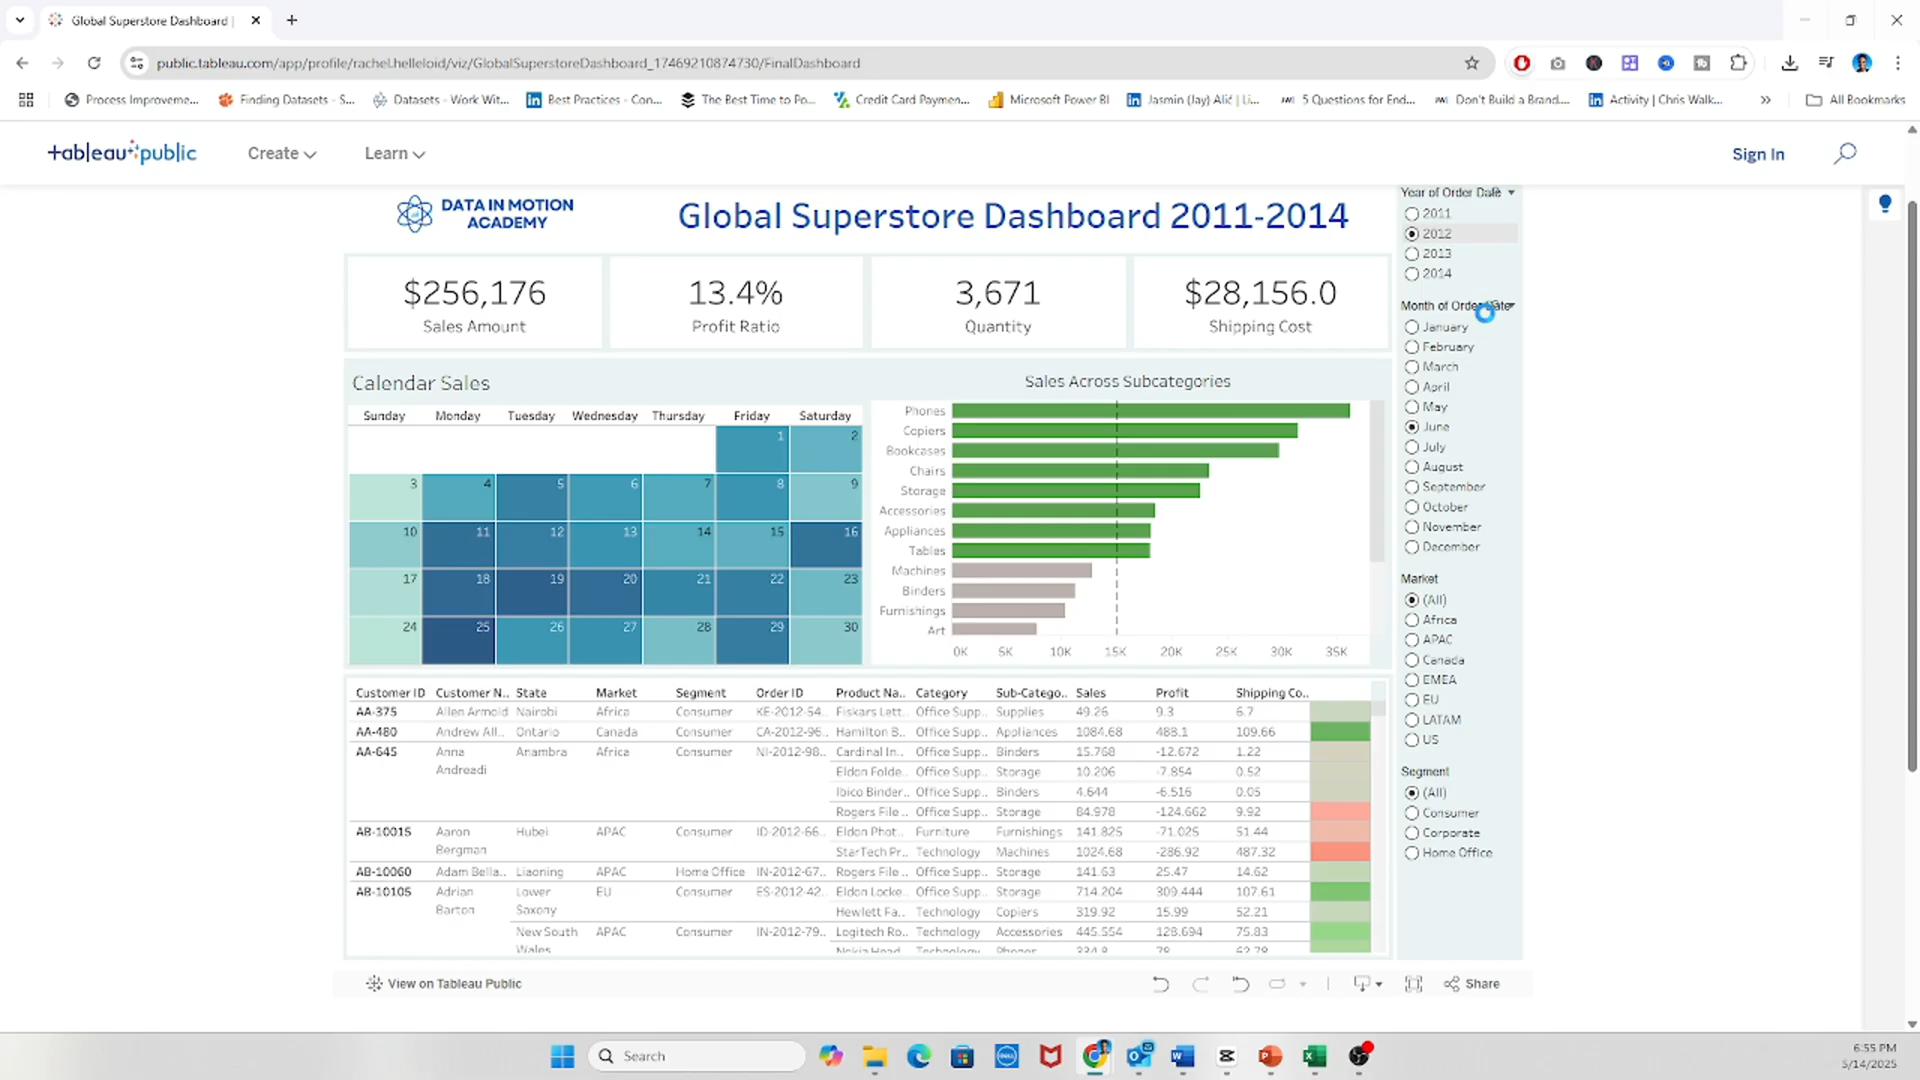 Global Superstore Dashboard |
public.tableau.com/app/profile/rachel.helleloid/viz/GlobalSuperstoreDashboard_17469210874730/FinalDashboard
Process Improveme... Finding Datasets - S... Datasets - Work Wit... Best Practices - Con... The Best Time to Po... Credit Card Paymen... Microsoft Power BI Jasmin (Jay) Alić | Li... 5 Questions for End... Don't Build a Brand.... Activity | Chris Walk... All Bookmarks
tableau public Create Learn Sign In
DATA IN MOTION
ACADEMY
Global Superstore Dashboard 2011-2014
$256,176 13.4% 3,671 $28,156.0
Sales Amount Profit Ratio Quantity Shipping Cost
Calendar Sales
Sunday Monday Tuesday Wednesday Thursday Friday Saturday
1 2
3 4 5 6 7 8 9
10 11 12 13 14 15 16
17 18 19 20 21 22 23
24 25 26 27 28 29 30
Sales Across Subcategories
Phones
Copiers
Bookcases
Chairs
Storage
Accessories
Appliances
Tables
Machines
Binders
Furnishings
Art
0K 5K 10K 15K 20K 25K 30K 35K
Customer ID Customer N.. State Market Segment Order ID Product Na.. Category Sub-Catego.. Sales Profit Shipping Co..
AA-375 Allen Armold Nairobi Africa Consumer KE-2012-54.. Fiskars Lett.. Office Supp.. Supplies 49.26 9.3 6.7
AA-480 Andrew All.. Ontario Canada Consumer CA-2012-96.. Hamilton B.. Office Supp.. Appliances 1084.68 488.1 109.66
AA-645 Anna Anambra Africa Consumer NI-2012-98.. Cardinal In.. Office Supp.. Binders 15.768 -12.672 1.22
Andreadi Eldon Folde.. Office Supp.. Storage 10.206 -7.854 0.52
Ibico Binder.. Office Supp.. Binders 4.644 -6.516 0.05
Rogers File .. Office Supp.. Storage 84.978 -124.662 9.92
AB-10015 Aaron Hubei APAC Consumer ID-2012-66.. Eldon Phot.. Furniture Furnishings 141.825 -71.025 51.44
Bergman StarTech Pr.. Technology Machines 1024.68 -286.92 487.32
AB-10060 Adam Bella.. Liaoning APAC Home Office IN-2012-67.. Rogers File .. Office Supp.. Storage 141.63 25.47 14.62
AB-10105 Adrian Lower EU Consumer ES-2012-42.. Eldon Locke.. Office Supp.. Storage 714.204 309.444 107.61
Barton Saxony Hewlett Fa.. Technology Copiers 319.92 15.99 52.21
New South APAC Consumer IN-2012-79.. Logitech Ro.. Technology Accessories 445.554 128.694 75.83
Wales
Year of Order Date
2011
2012
2013
2014
Month of Order Date
January
February
March
April
May
June
July
August
September
October
November
December
Market
(All)
Africa
APAC
Canada
EMEA
EU
LATAM
US
Segment
(All)
Consumer
Corporate
Home Office
View on Tableau Public Share
Search
6:55 PM
5/14/2025